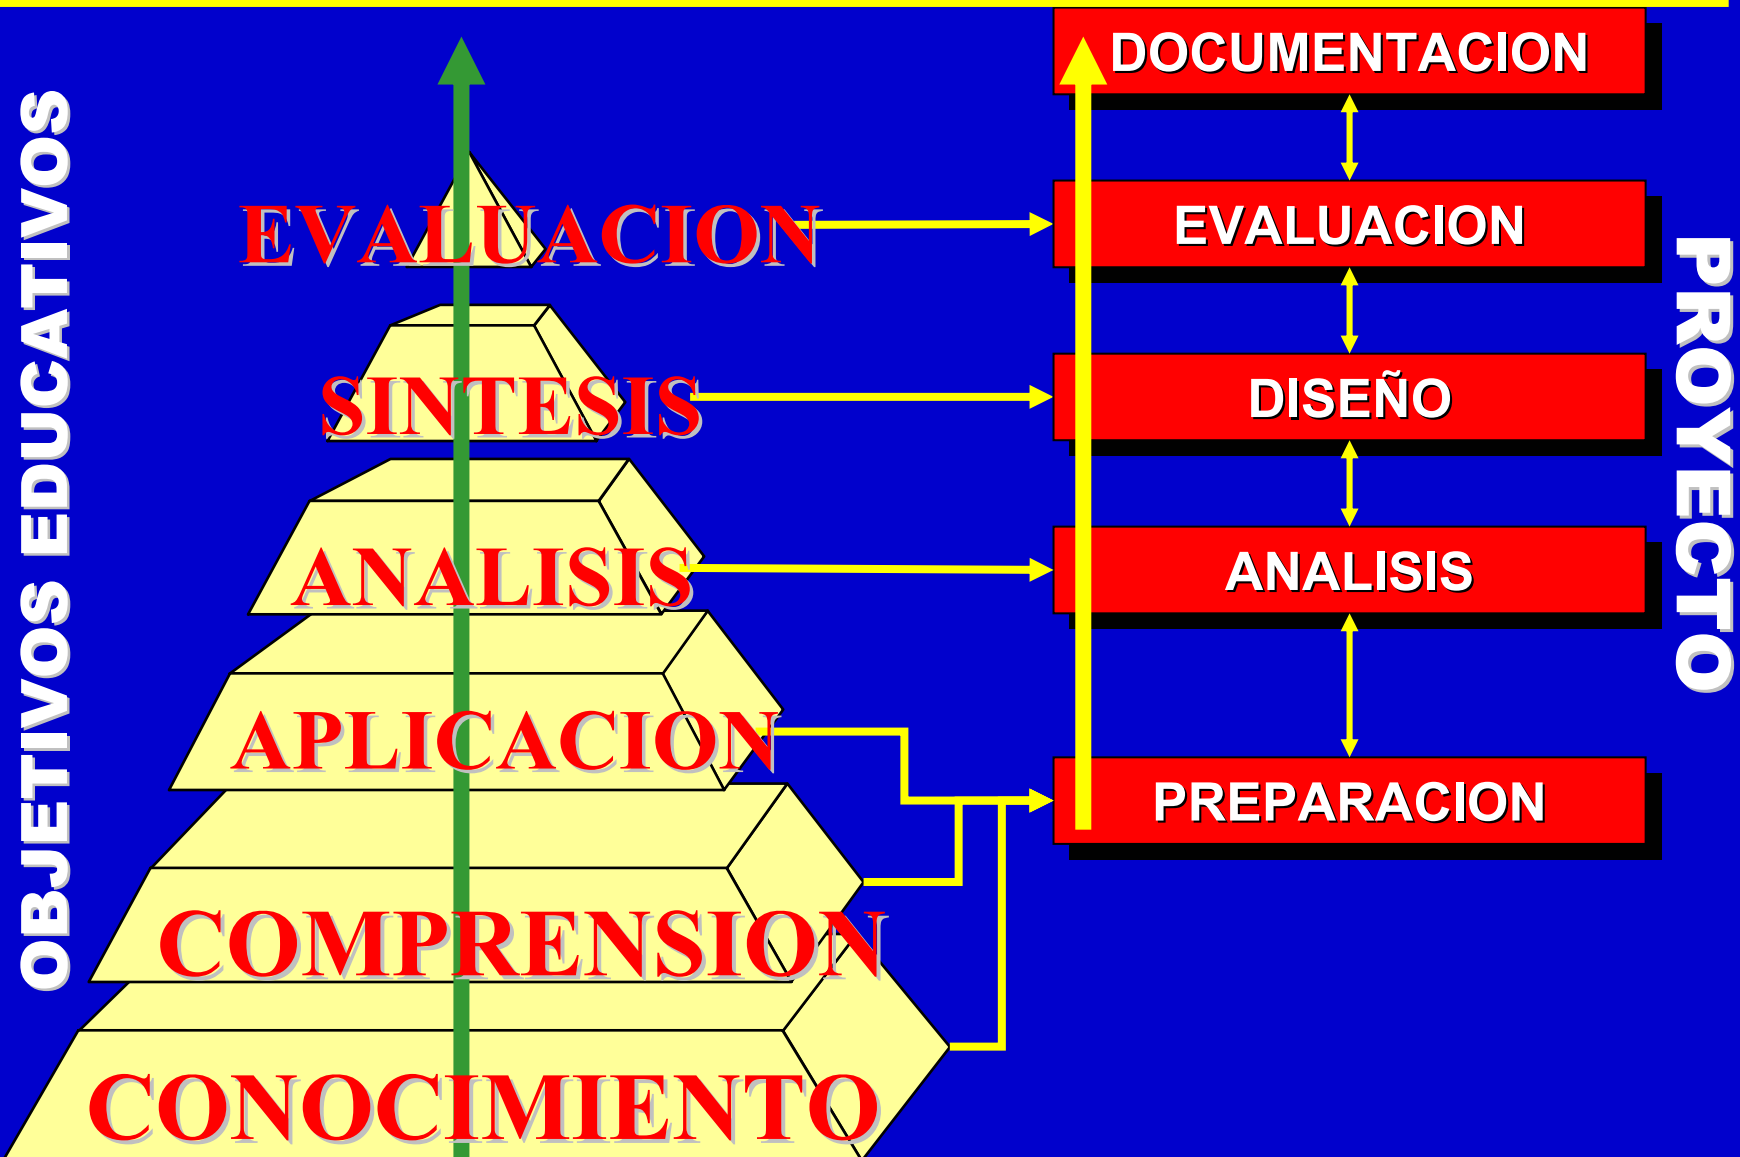 OBJETIVOS EDUCATIVOS
EVALUACION
SINTESIS
ANALISIS
APLICACION
COMPRENSION
CONOCIMIENTO
DOCUMENTACION
EVALUACION
DISEÑO
ANALISIS
PREPARACION
PROYECTO